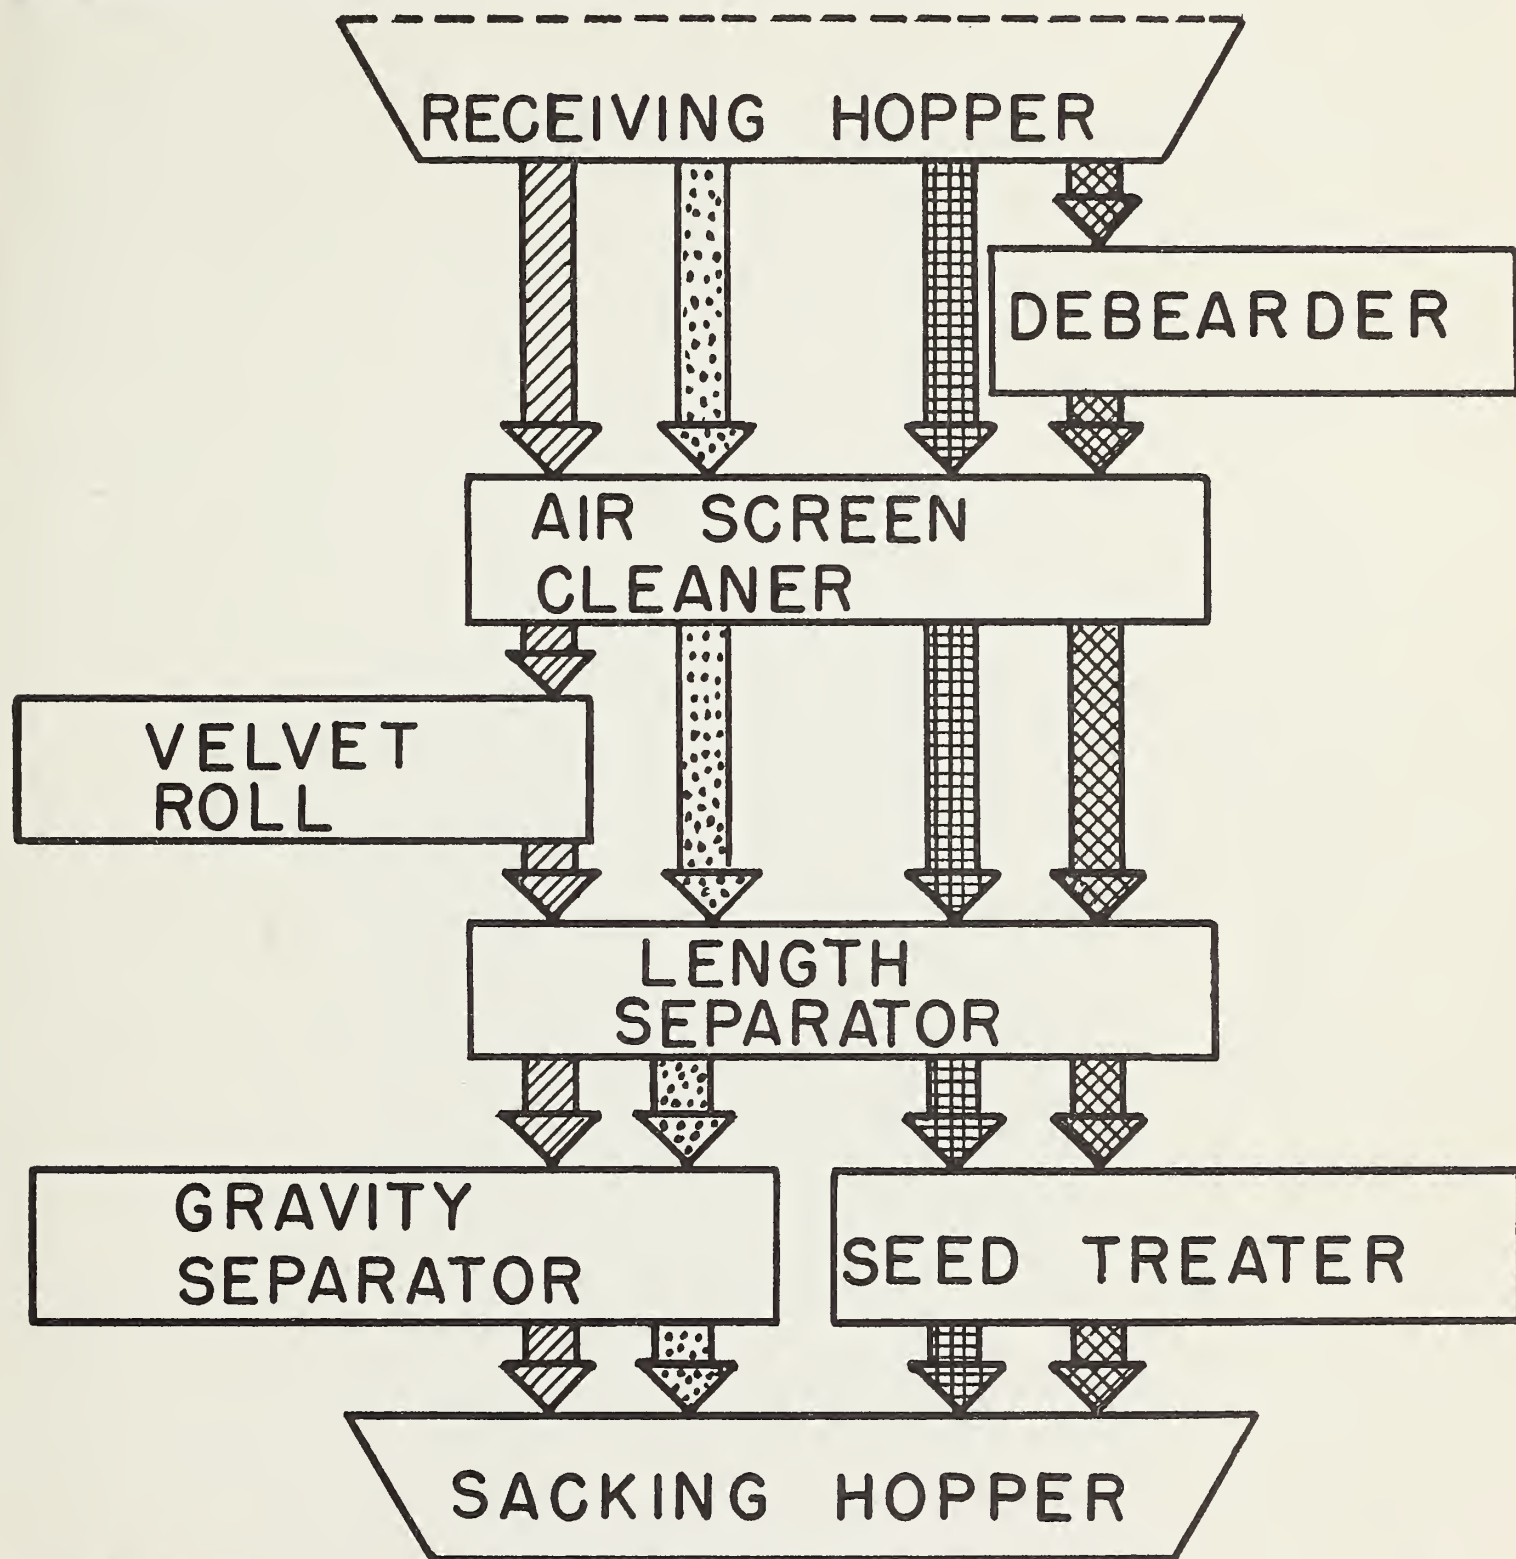 RECEIVING HOPPER
DEBEARDER
AIR SCREEN
CLEANER
VELVET
ROLL
LENGTH
SEPARATOR
GRAVITY
SEPARATOR
SEED TREATER
SACKING HOPPER